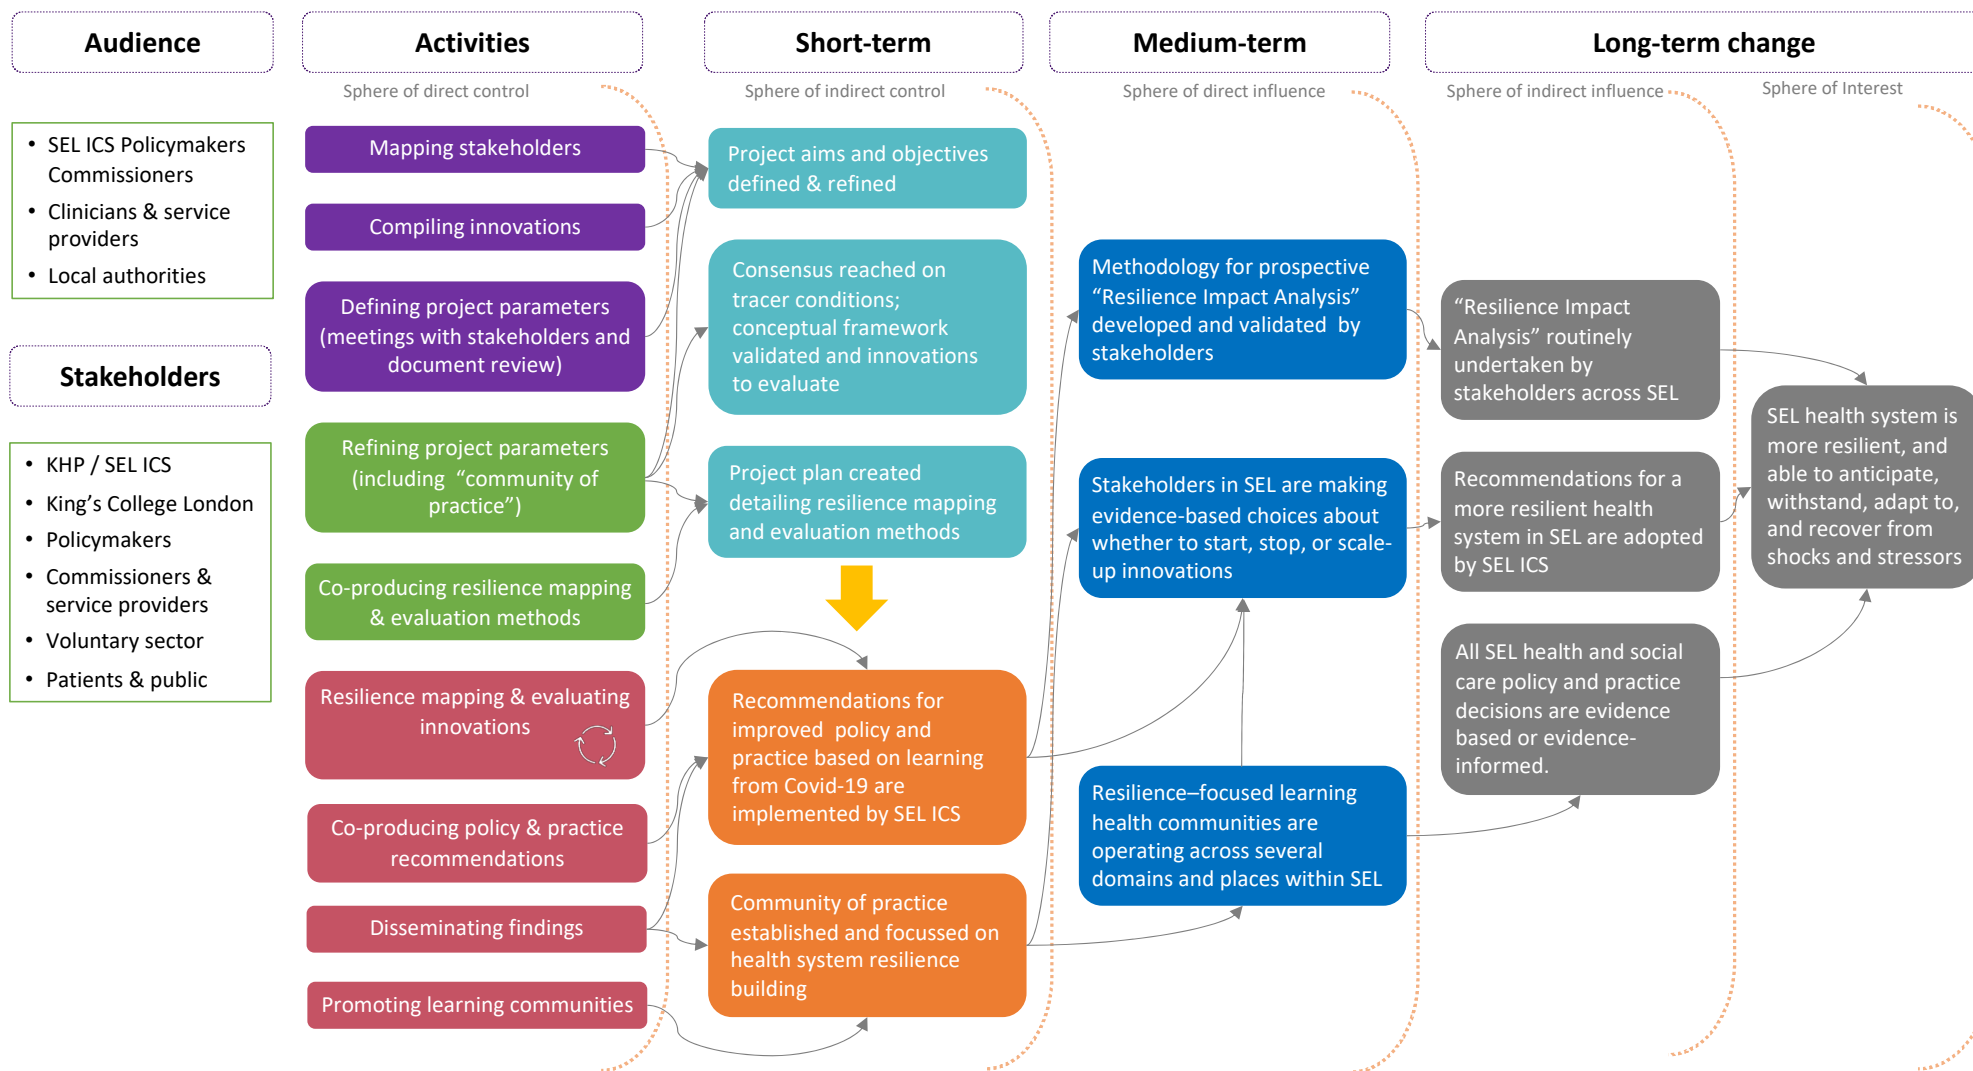 Audience
SEL ICS Policymakers
Commissioners
Clinicians & service
providers
Local authorities
Stakeholders
KHP / SEL ICS
King’s College London
Policymakers
Commissioners &
service providers
Voluntary sector
Patients & public
Activities
Sphere of direct control
Mapping stakeholders
Compiling innovations
Defining project parameters
(meetings with stakeholders and
document review)
Refining project parameters
(including “community of
practice”)
Co-producing resilience mapping
& evaluation methods
Resilience mapping & evaluating
innovations
Co-producing policy & practice
recommendations
Disseminating findings
Promoting learning communities
Short-term
Sphere of indirect control
Project aims and objectives
defined & refined
Consensus reached on
tracer conditions;
conceptual framework
validated and innovations
to evaluate
Project plan created
detailing resilience mapping
and evaluation methods
Recommendations for
improved policy and
practice based on learning
from Covid-19 are
implemented by SEL ICS
Community of practice
established and focussed on
health system resilience
building
Medium-term
Sphere of direct influence
Methodology for prospective
“Resilience Impact Analysis”
developed and validated by
stakeholders
Stakeholders in SEL are making
evidence-based choices about
whether to start, stop, or scale-
up innovations
Resilience–focused learning
health communities are
operating across several
domains and places within SEL
Long-term change
Sphere of indirect influence
“Resilience Impact
Analysis” routinely
undertaken by
stakeholders across SEL
Recommendations for a
more resilient health
system in SEL are adopted
by SEL ICS
All SEL health and social
care policy and practice
decisions are evidence
based or evidence-
informed.
Sphere of Interest
SEL health system is
more resilient, and
able to anticipate,
withstand, adapt to,
and recover from
shocks and stressors